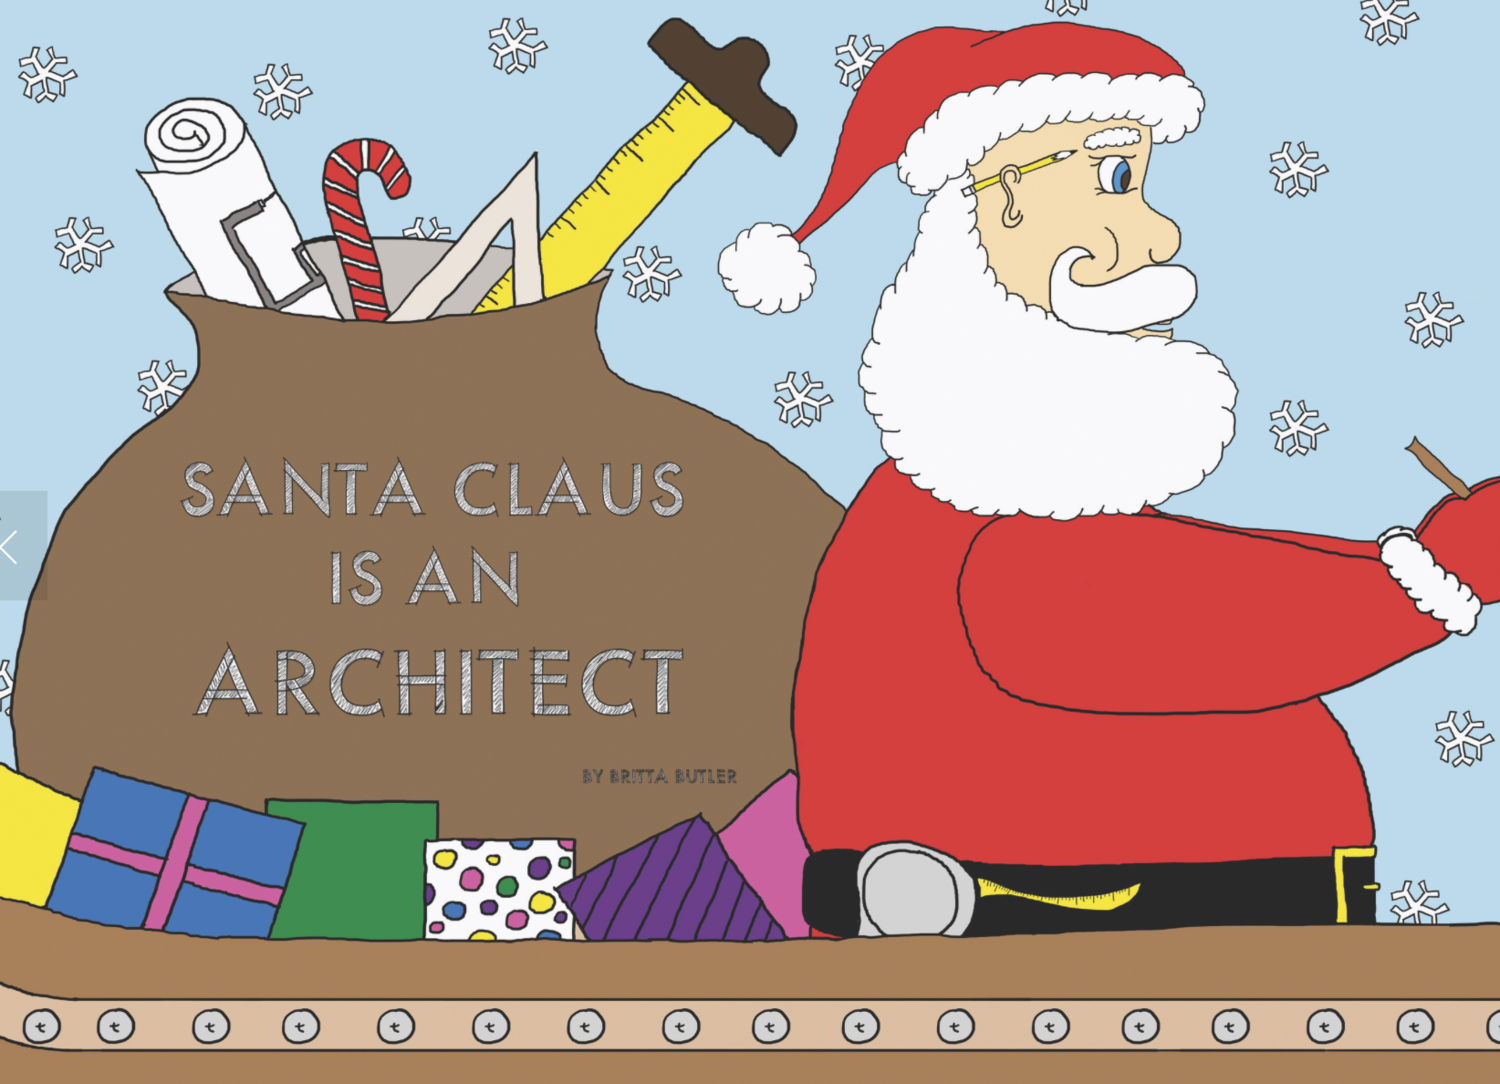 SANTA CLAUS
IS AN
ARCHITECT
BY BRITTA BUTLER